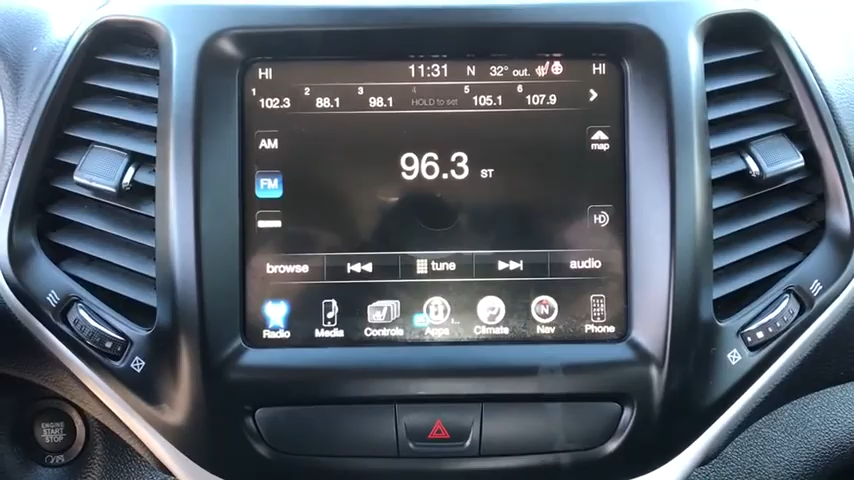 HI 11:31 N 32° out. HI
1 102.3 2 88.1 3 98.1 4 HOLD to set 5 105.1 6 107.9
AM
map
96.3 ST
FM
HD
browse tune audio
Radio Media Controls Apps Climate Nav Phone
ENGINE
START
STOP